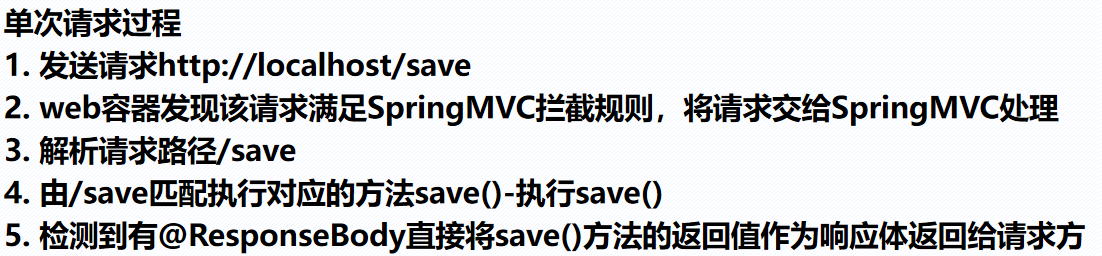 单次请求过程
1. 发送请求http://localhost/save
2. web容器发现该请求满足SpringMVC拦截规则，将请求交给SpringMVC处理
3. 解析请求路径/save
4. 由/save匹配执行对应的方法save()-执行save()
5. 检测到有@ResponseBody直接将save()方法的返回值作为响应体返回给请求方